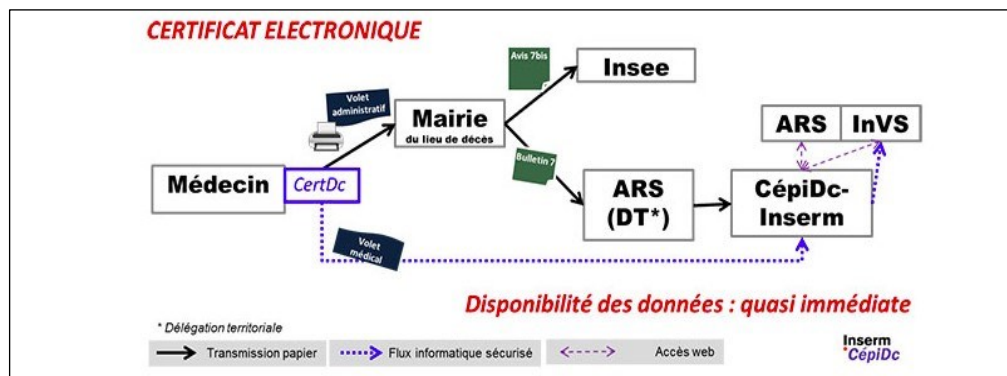 CERTIFICAT ELECTRONIQUE
Avis 7bis
Insee
Volet
administratif
Mairie
du lieu de décès
ARS
InVS
Bulletin 7
Médecin
CertDc
ARS
(DT*)
CépiDc-
Inserm
Volet
médical
Disponibilité des données : quasi immédiate
* Délégation territoriale
Transmission papier
Flux informatique sécurisé
Accès web
Inserm
CépiDc